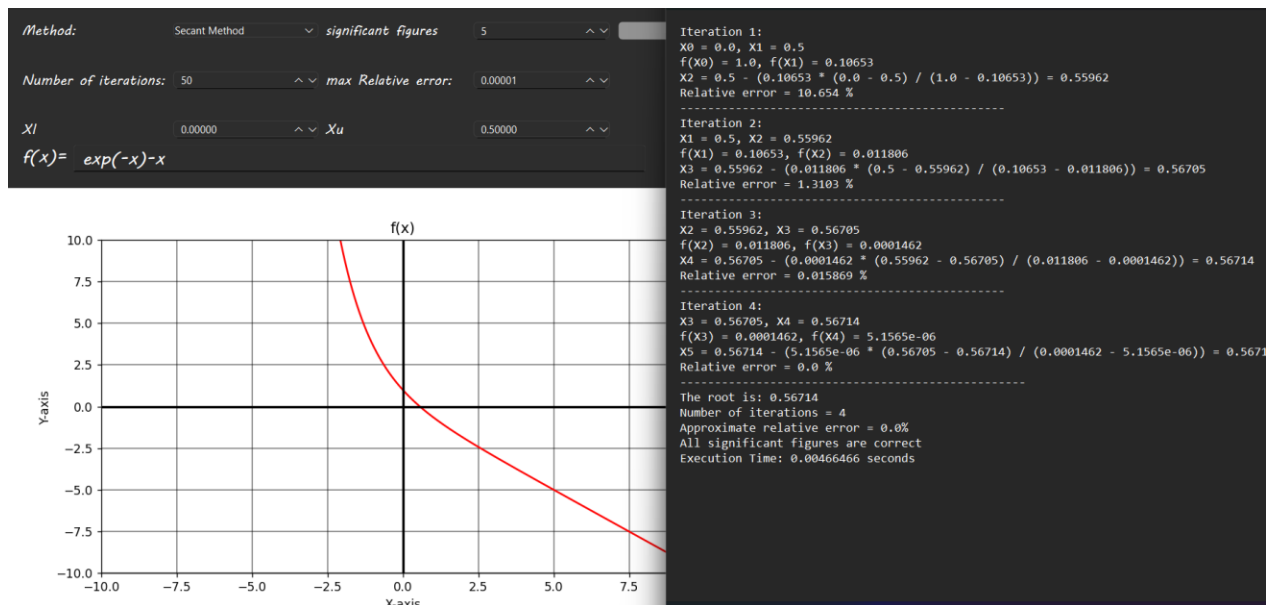 Method: Secant Method significant figures 5
Number of iterations: 50 max Relative error: 0.00001
Xl 0.00000 Xu 0.50000
f(x)= exp(-x)-x
f(x)
10.0
7.5
5.0
2.5
0.0
−2.5
−5.0
−7.5
−10.0
Y-axis
−10.0 −7.5 −5.0 −2.5 0.0 2.5 5.0 7.5
X-axis
Iteration 1:
X0 = 0.0, X1 = 0.5
f(X0) = 1.0, f(X1) = 0.10653
X2 = 0.5 - (0.10653 * (0.0 - 0.5) / (1.0 - 0.10653)) = 0.55962
Relative error = 10.654 %
-----------------------------------------------
Iteration 2:
X1 = 0.5, X2 = 0.55962
f(X1) = 0.10653, f(X2) = 0.011806
X3 = 0.55962 - (0.011806 * (0.5 - 0.55962) / (0.10653 - 0.011806)) = 0.56705
Relative error = 1.3103 %
-----------------------------------------------
Iteration 3:
X2 = 0.55962, X3 = 0.56705
f(X2) = 0.011806, f(X3) = 0.0001462
X4 = 0.56705 - (0.0001462 * (0.55962 - 0.56705) / (0.011806 - 0.0001462)) = 0.56714
Relative error = 0.015869 %
-----------------------------------------------
Iteration 4:
X3 = 0.56705, X4 = 0.56714
f(X3) = 0.0001462, f(X4) = 5.1565e-06
X5 = 0.56714 - (5.1565e-06 * (0.56705 - 0.56714) / (0.0001462 - 5.1565e-06)) = 0.5671
Relative error = 0.0 %
--------------------------------------------------
The root is: 0.56714
Number of iterations = 4
Approximate relative error = 0.0%
All significant figures are correct
Execution Time: 0.00466466 seconds